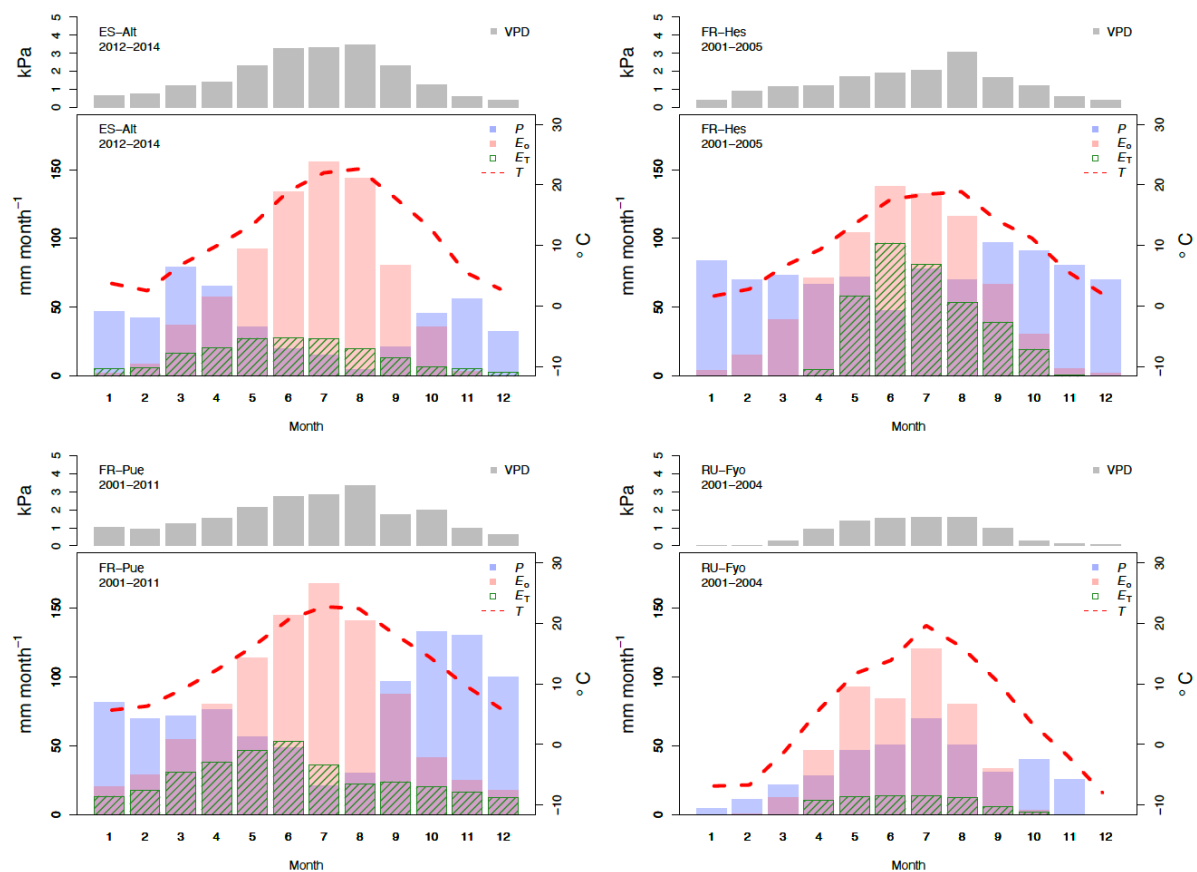 ES-Alt
2012-2014
VPD
kPa
0 1 2 3 4 5
ES-Alt
2012-2014
P
Eo
ET
T
mm month⁻¹
0 50 100 150
° C
-10 0 10 20 30
1 2 3 4 5 6 7 8 9 10 11 12
Month
FR-Hes
2001-2005
VPD
kPa
0 1 2 3 4 5
FR-Hes
2001-2005
P
Eo
ET
T
mm month⁻¹
0 50 100 150
° C
-10 0 10 20 30
1 2 3 4 5 6 7 8 9 10 11 12
Month
FR-Pue
2001-2011
VPD
kPa
0 1 2 3 4 5
FR-Pue
2001-2011
P
Eo
ET
T
mm month⁻¹
0 50 100 150
° C
-10 0 10 20 30
1 2 3 4 5 6 7 8 9 10 11 12
Month
RU-Fyo
2001-2004
VPD
kPa
0 1 2 3 4 5
RU-Fyo
2001-2004
P
Eo
ET
T
mm month⁻¹
0 50 100 150
° C
-10 0 10 20 30
1 2 3 4 5 6 7 8 9 10 11 12
Month